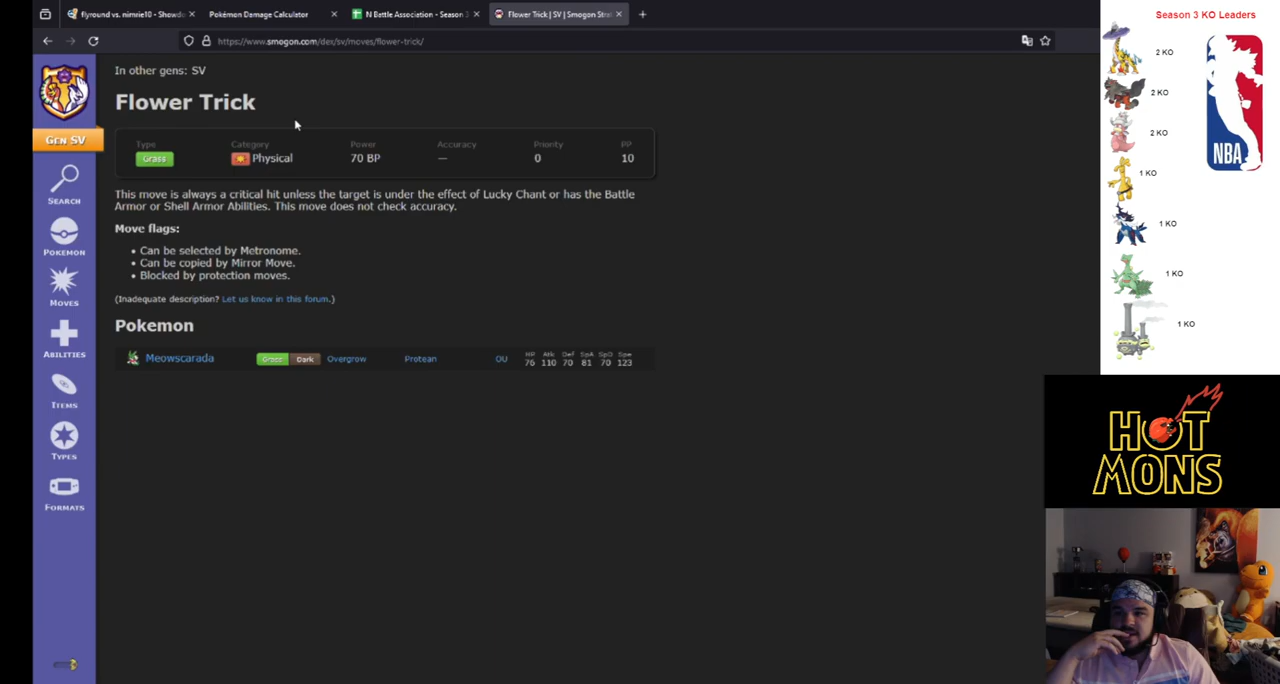 flyround vs. nimrie10 - Showdo
Pokémon Damage Calculator
N Battle Association - Season 3
Flower Trick | SV | Smogon Strat
https://www.smogon.com/dex/sv/moves/flower-trick/
In other gens: SV
Flower Trick
Type Category Power Accuracy Priority PP
Grass Physical 70 BP — 0 10
This move is always a critical hit unless the target is under the effect of Lucky Chant or has the Battle
Armor or Shell Armor Abilities. This move does not check accuracy.
Move flags:
• Can be selected by Metronome.
• Can be copied by Mirror Move.
• Blocked by protection moves.
(Inadequate description? Let us know in this forum.)
Pokemon
HP Atk Def SpA SpD Spe
Meowscarada Grass Dark Overgrow Protean OU 76 110 70 81 70 123
Gen SV
Search
Pokemon
Moves
Abilities
Items
Types
Formats
Season 3 KO Leaders
2 KO
2 KO
2 KO
1 KO
1 KO
1 KO
1 KO
NBA
HOT
MONS